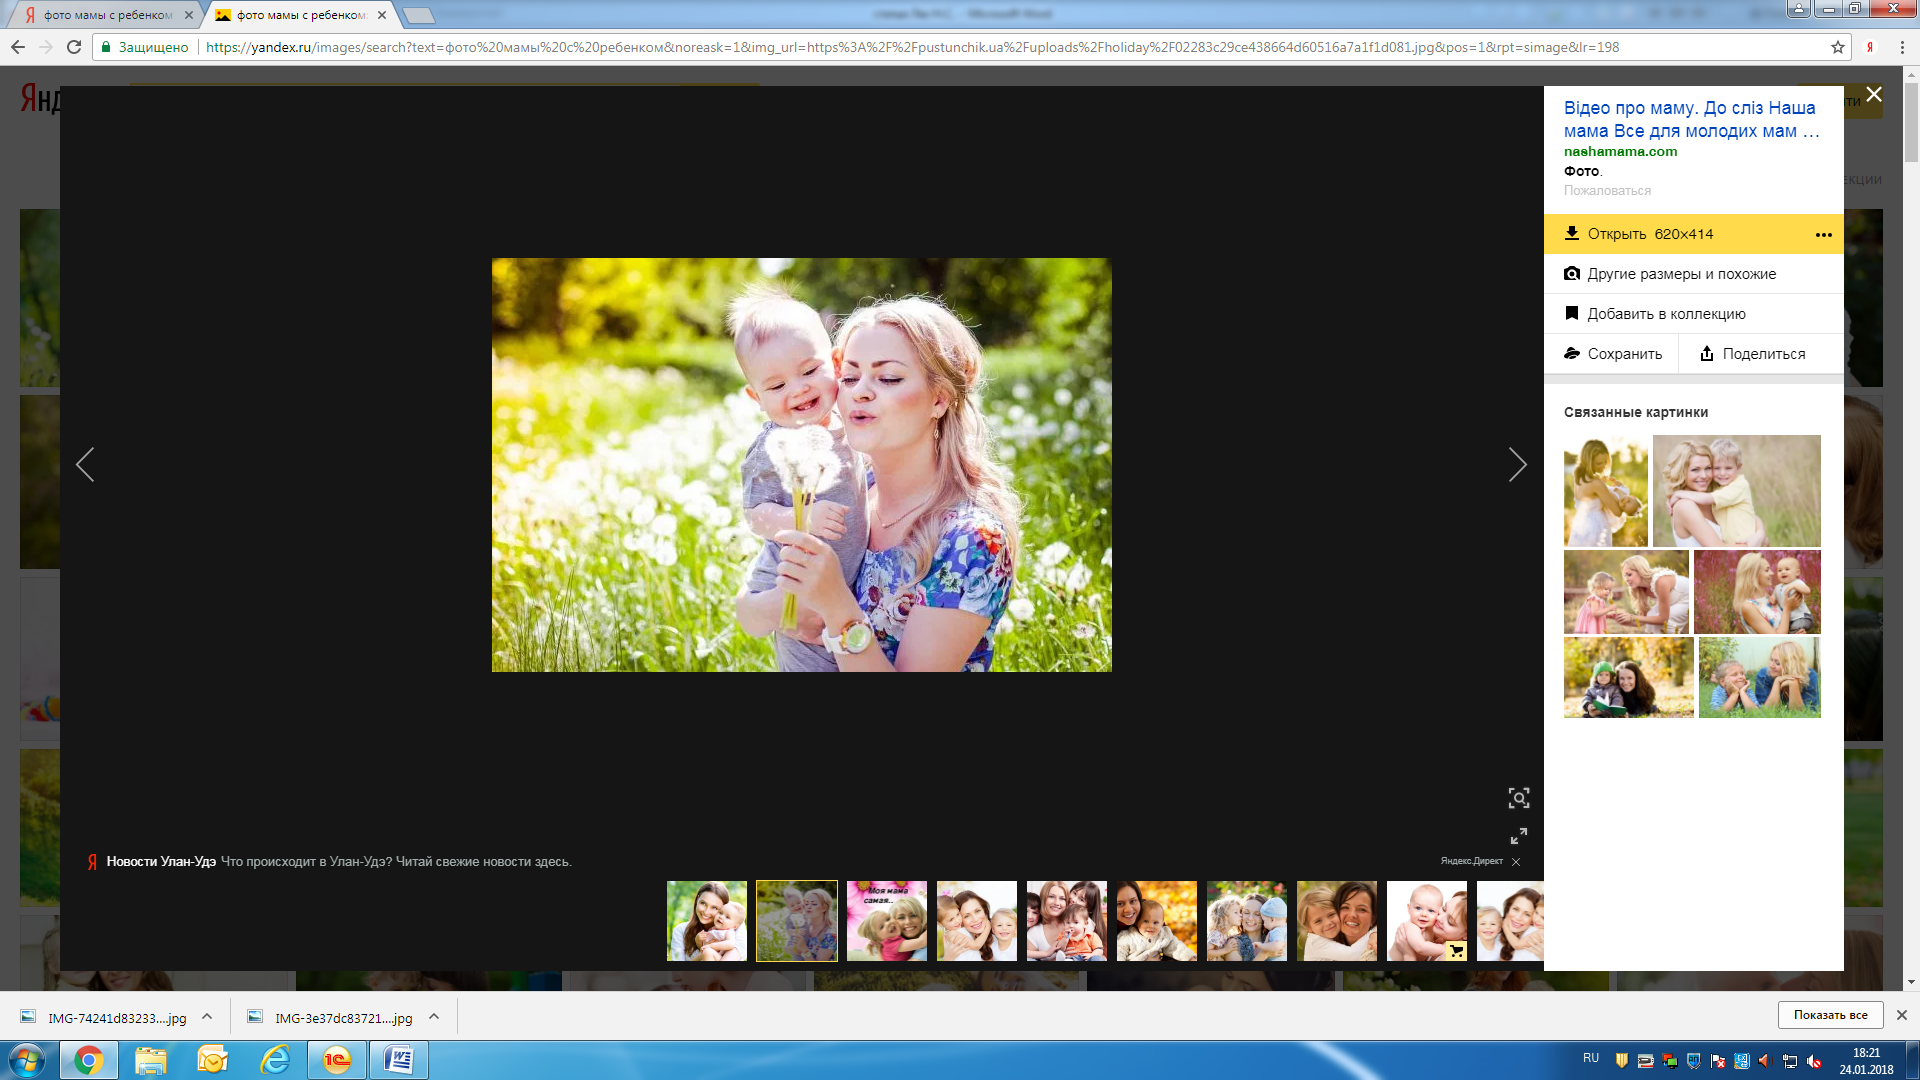 фото мамы с ребенком
фото мамы с ребенком
Защищено
https://yandex.ru/images/search?text=фото%20мамы%20с%20ребенком&noreask=1&img_url=https%3A%2F%2Fpustunchik.ua%2Fuploads%2Fholiday%2F02283c29ce438664d60516a7a1f1d081.jpg&pos=1&rpt=simage&lr=198
Янд
Відео про маму. До сліз Наша
мама Все для молодих мам ...
nashamama.com
Фото.
Пожаловаться
Открыть 620×414
Другие размеры и похожие
Добавить в коллекцию
Сохранить
Поделиться
Связанные картинки
Новости Улан-Удэ Что происходит в Улан-Удэ? Читай свежие новости здесь.
Яндекс.Директ
Моя мама
самая..
IMG-74241d83233....jpg
IMG-3e37dc83721....jpg
Показать все
RU
18:21
24.01.2018